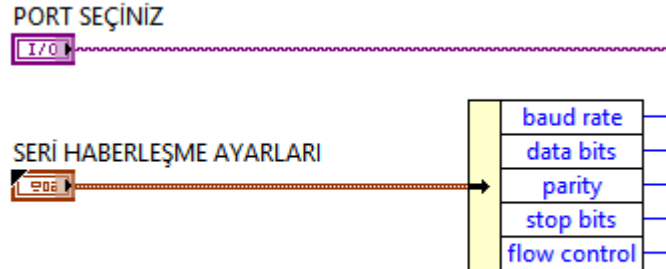 PORT SEÇİNİZ
I/O
baud rate
SERİ HABERLEŞME AYARLARI
data bits
parity
stop bits
flow control